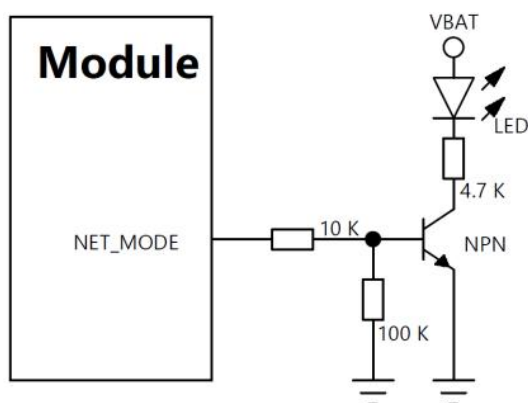 VBAT
Module
LED
4.7 K
NET_MODE
10 K
NPN
100 K